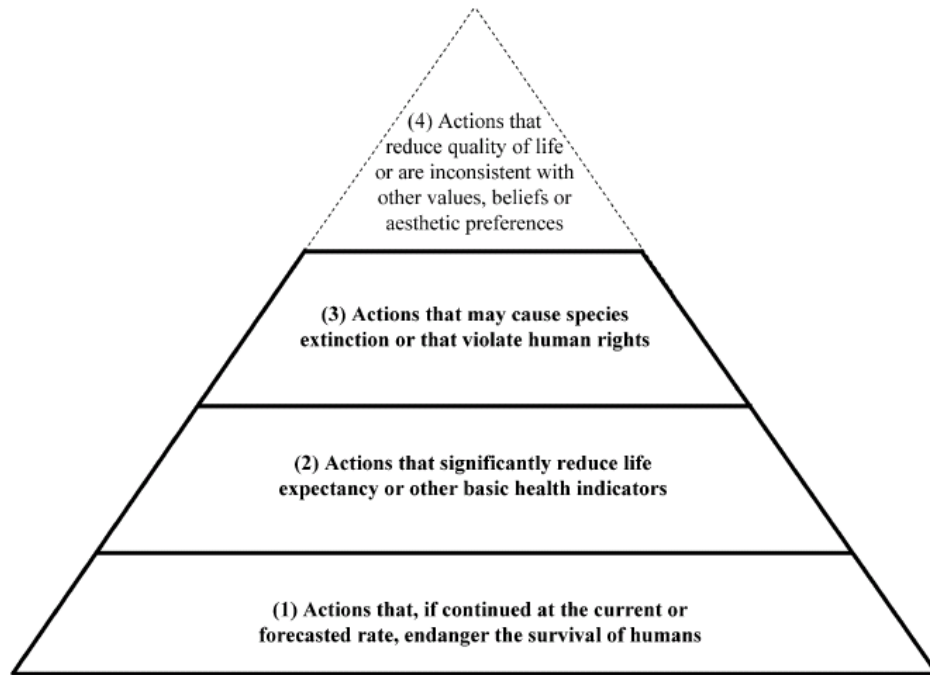 (4) Actions that
reduce quality of life
or are inconsistent with
other values, beliefs or
aesthetic preferences
(3) Actions that may cause species
extinction or that violate human rights
(2) Actions that significantly reduce life
expectancy or other basic health indicators
(1) Actions that, if continued at the current or
forecasted rate, endanger the survival of humans